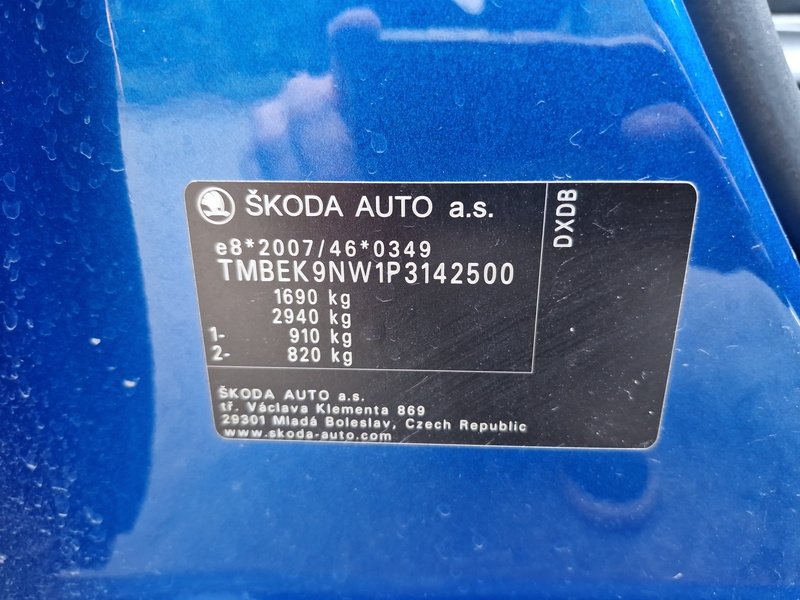 ŠKODA AUTO a.s.
DXDB
e8*2007/46*0349
TMBEK9NW1P3142500
1690 kg
2940 kg
1- 910 kg
2- 820 kg
ŠKODA AUTO a.s.
tř. Václava Klementa 869
29301 Mladá Boleslav, Czech Republic
www.skoda-auto.com